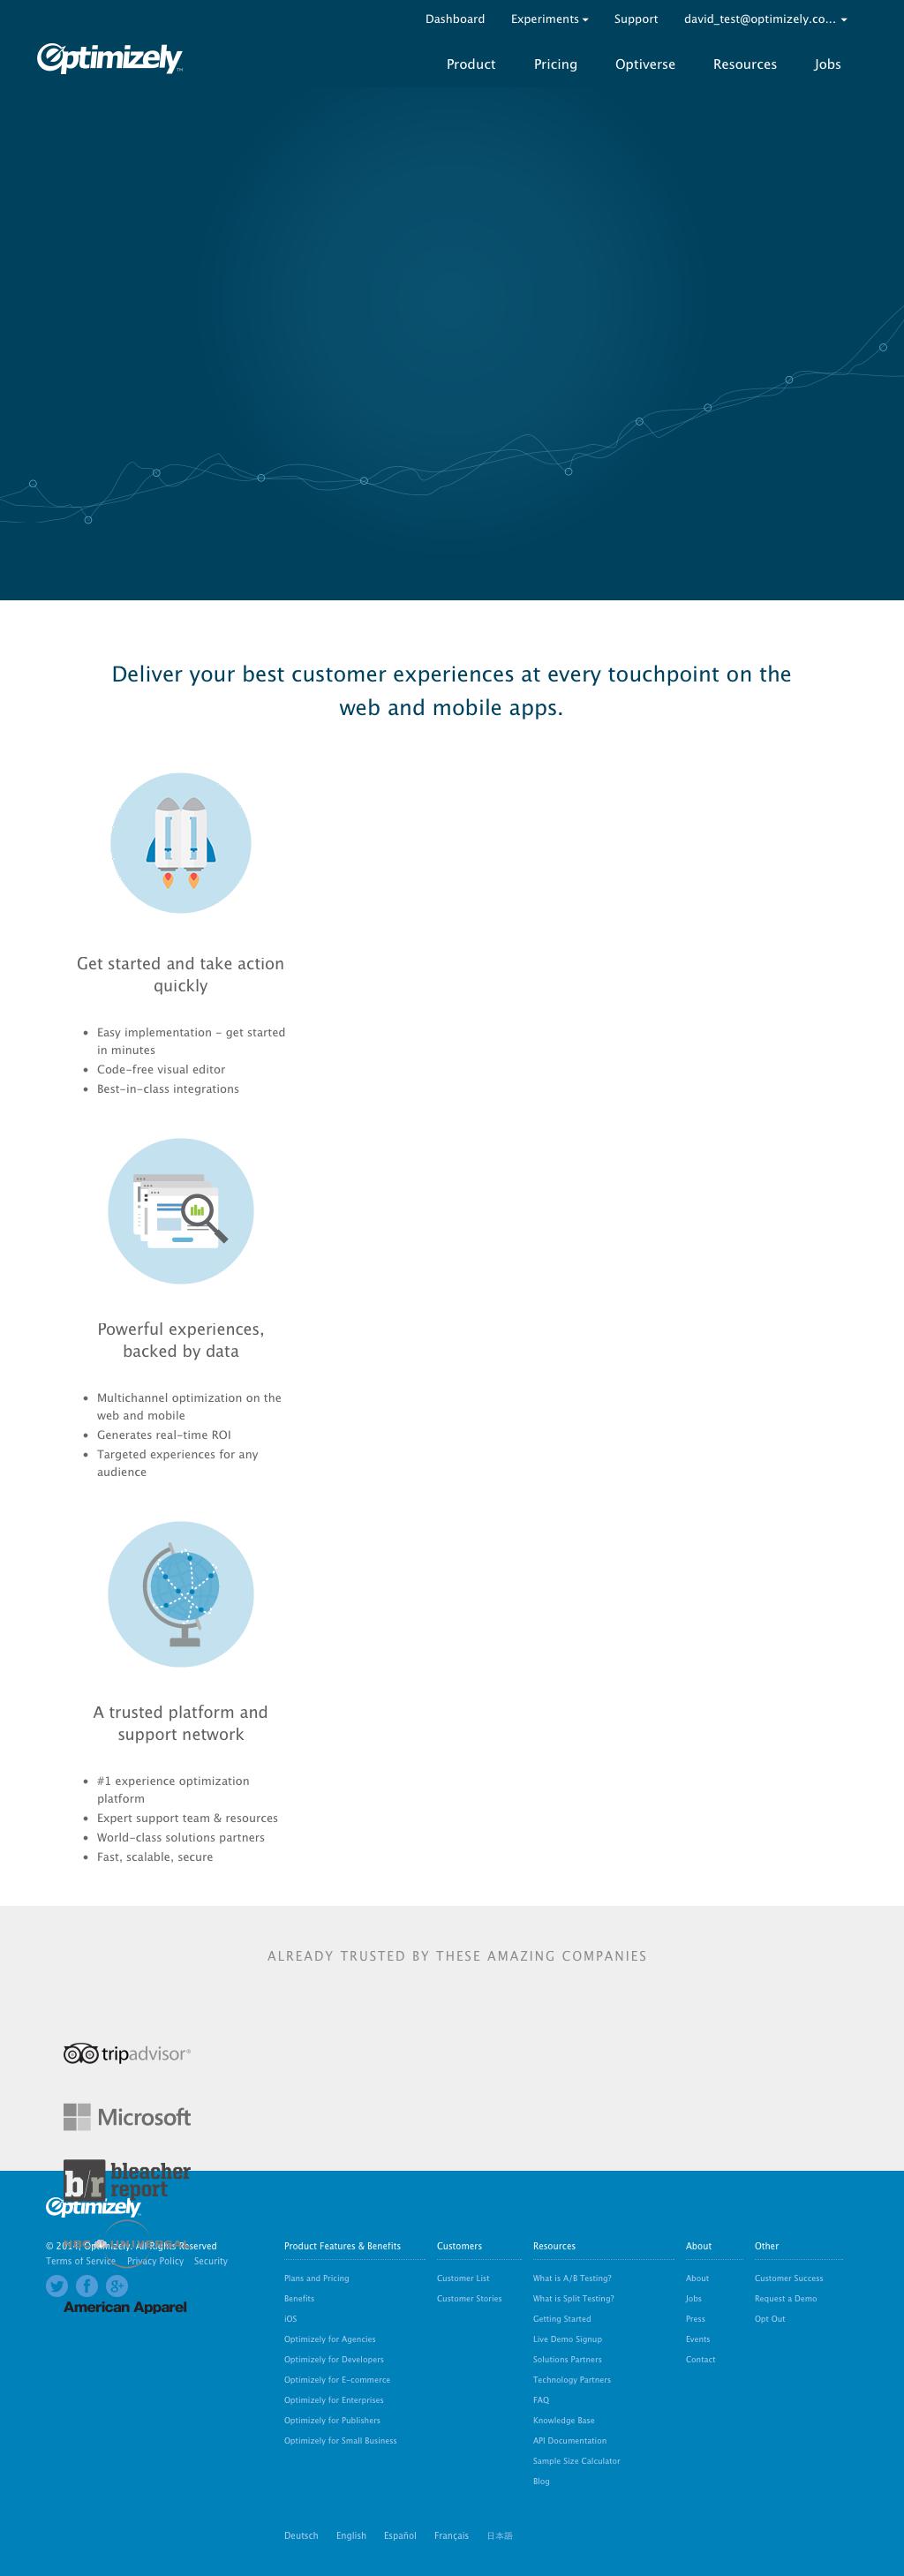 Dashboard Experiments Support david_test@optimizely.co...
Optimizely
Product Pricing Optiverse Resources Jobs
Deliver your best customer experiences at every touchpoint on the
web and mobile apps.
Get started and take action
quickly
• Easy implementation - get started
in minutes
• Code-free visual editor
• Best-in-class integrations
Powerful experiences,
backed by data
• Multichannel optimization on the
web and mobile
• Generates real-time ROI
• Targeted experiences for any
audience
A trusted platform and
support network
• #1 experience optimization
platform
• Expert support team & resources
• World-class solutions partners
• Fast, scalable, secure
ALREADY TRUSTED BY THESE AMAZING COMPANIES
tripadvisor®
Microsoft
b/r bleacher
report
Optimizely
© 2014, Optimizely. All Rights Reserved
Terms of Service Privacy Policy Security
American Apparel
Product Features & Benefits
Plans and Pricing
Benefits
iOS
Optimizely for Agencies
Optimizely for Developers
Optimizely for E-commerce
Optimizely for Enterprises
Optimizely for Publishers
Optimizely for Small Business
Customers
Customer List
Customer Stories
Resources
What is A/B Testing?
What is Split Testing?
Getting Started
Live Demo Signup
Solutions Partners
Technology Partners
FAQ
Knowledge Base
API Documentation
Sample Size Calculator
Blog
About
About
Jobs
Press
Events
Contact
Other
Customer Success
Request a Demo
Opt Out
Deutsch English Español Français 日本語